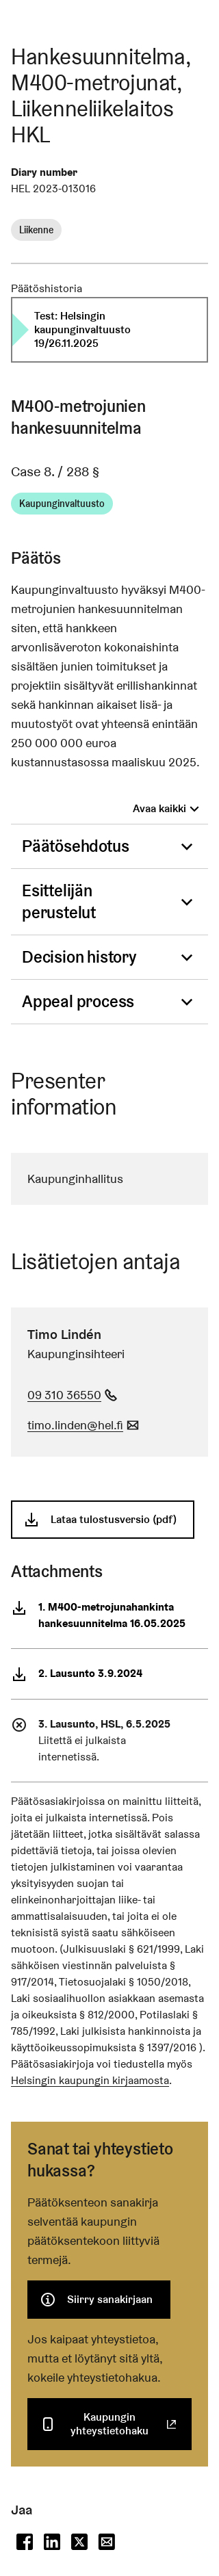 Hankesuunnitelma,
M400-metrojunat,
Liikenneliikelaitos
HKL
Diary number
HEL 2023-013016
Liikenne
Päätöshistoria
Test: Helsingin
kaupunginvaltuusto
19/26.11.2025
M400-metrojunien
hankesuunnitelma
Case 8. / 288 §
Kaupunginvaltuusto
Päätös
Kaupunginvaltuusto hyväksyi M400-
metrojunien hankesuunnitelman
siten, että hankkeen
arvonlisäveroton kokonaishinta
sisältäen junien toimitukset ja
projektiin sisältyvät erillishankinnat
sekä hankinnan aikaiset lisä- ja
muutostyöt ovat yhteensä enintään
250 000 000 euroa
kustannustasossa maaliskuu 2025.
Avaa kaikki
Päätösehdotus
Esittelijän
perustelut
Decision history
Appeal process
Presenter
information
Kaupunginhallitus
Lisätietojen antaja
Timo Lindén
Kaupunginsihteeri
09 310 36550
timo.linden@hel.fi
Lataa tulostusversio (pdf)
Attachments
1. M400-metrojunahankinta
hankesuunnitelma 16.05.2025
2. Lausunto 3.9.2024
3. Lausunto, HSL, 6.5.2025
Liitettä ei julkaista
internetissä.
Päätösasiakirjoissa on mainittu liitteitä,
joita ei julkaista internetissä. Pois
jätetään liitteet, jotka sisältävät salassa
pidettäviä tietoja, tai joissa olevien
tietojen julkistaminen voi vaarantaa
yksityisyyden suojan tai
elinkeinonharjoittajan liike- tai
ammattisalaisuuden, tai joita ei ole
teknisistä syistä saatu sähköiseen
muotoon. (Julkisuuslaki § 621/1999, Laki
sähköisen viestinnän palveluista §
917/2014, Tietosuojalaki § 1050/2018,
Laki sosiaalihuollon asiakkaan asemasta
ja oikeuksista § 812/2000, Potilaslaki §
785/1992, Laki julkisista hankinnoista ja
käyttöoikeussopimuksista § 1397/2016 ).
Päätösasiakirjoja voi tiedustella myös
Helsingin kaupungin kirjaamosta.
Sanat tai yhteystieto
hukassa?
Päätöksenteon sanakirja
selventää kaupungin
päätöksentekoon liittyviä
termejä.
Siirry sanakirjaan
Jos kaipaat yhteystietoa,
mutta et löytänyt sitä yltä,
kokeile yhteystietohakua.
Kaupungin
yhteystietohaku
Jaa